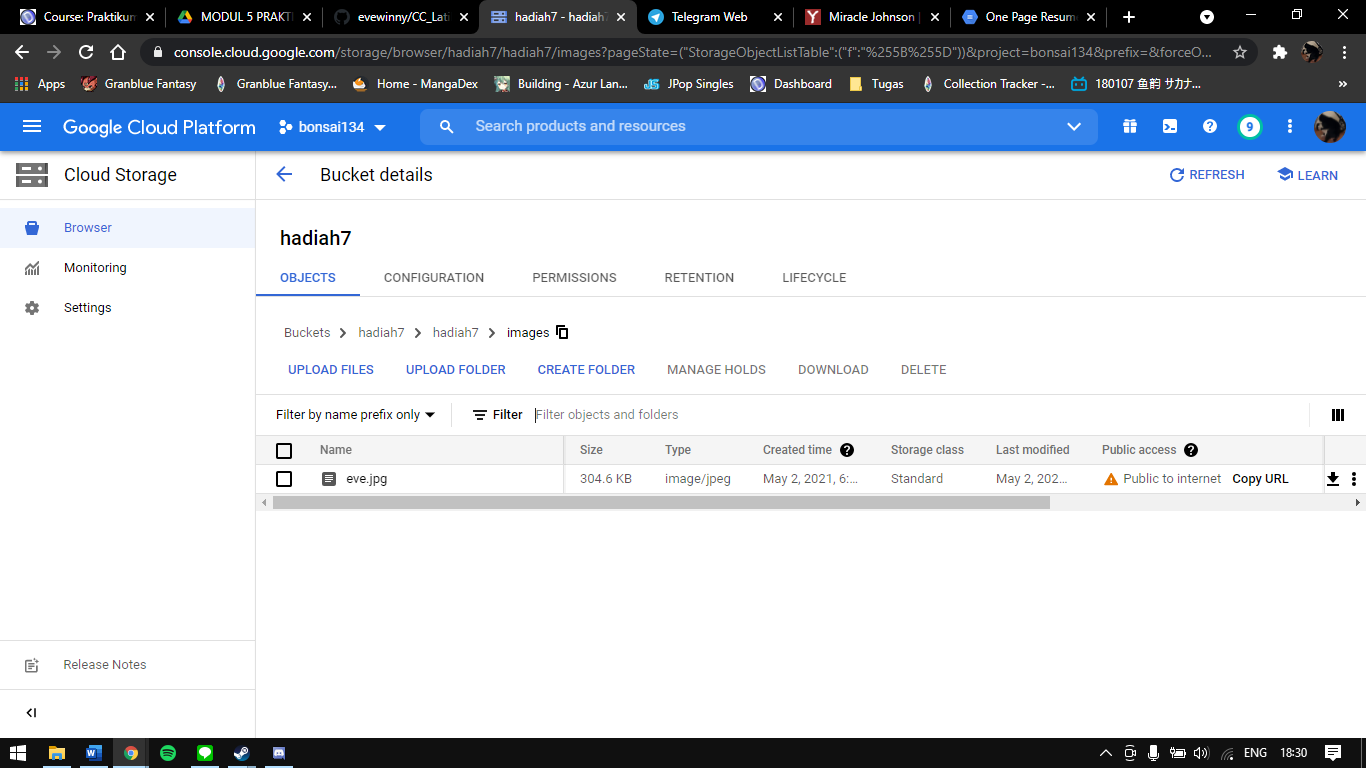 Course: Praktikum
MODUL 5 PRAKTI
evewinny/CC_Lati
hadiah7 - hadiah7
Telegram Web
Miracle Johnson |
One Page Resum
console.cloud.google.com/storage/browser/hadiah7/hadiah7/images?pageState=("StorageObjectListTable":("f":"%255B%255D"))&project=bonsai134&prefix=&forceO...
Apps
Granblue Fantasy
Granblue Fantasy...
Home - MangaDex
Building - Azur Lan...
JPop Singles
Dashboard
Tugas
Collection Tracker -...
180107 鱼韵 サカナ...
Google Cloud Platform
bonsai134
Search products and resources
9
Cloud Storage
Bucket details
REFRESH
LEARN
Browser
Monitoring
Settings
hadiah7
OBJECTS CONFIGURATION PERMISSIONS RETENTION LIFECYCLE
Buckets > hadiah7 > hadiah7 > images
UPLOAD FILES UPLOAD FOLDER CREATE FOLDER MANAGE HOLDS DOWNLOAD DELETE
Filter by name prefix only
Filter
Filter objects and folders
Name Size Type Created time Storage class Last modified Public access
eve.jpg 304.6 KB image/jpeg May 2, 2021, 6:... Standard May 2, 202... Public to internet Copy URL
Release Notes
ENG 18:30